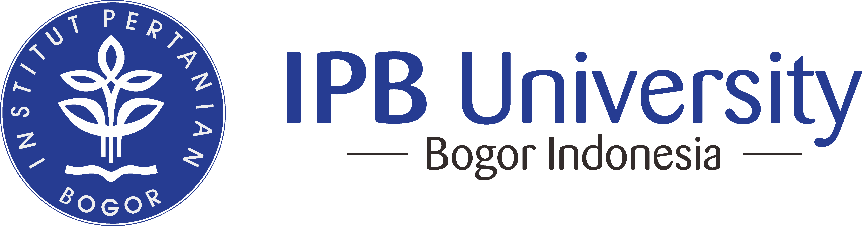 INSTITUT PERTANIAN
BOGOR
IPB University
Bogor Indonesia